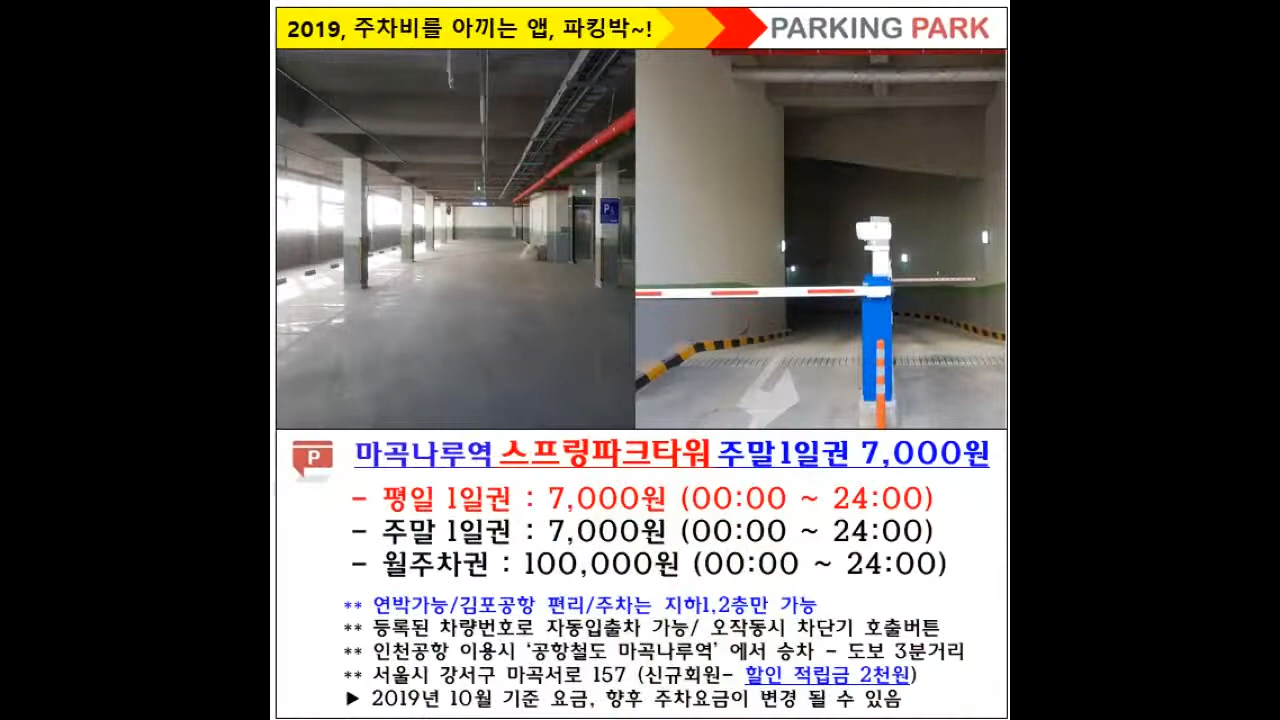 2019, 주차비를 아끼는 앱, 파킹박~!
PARKING PARK
P
P
마곡나루역 스프링파크타워 주말1일권 7,000원
- 평일 1일권 : 7,000원 (00:00 ~ 24:00)
- 주말 1일권 : 7,000원 (00:00 ~ 24:00)
- 월주차권 : 100,000원 (00:00 ~ 24:00)
** 연박가능/김포공항 편리/주차는 지하1,2층만 가능
** 등록된 차량번호로 자동입출차 가능/ 오작동시 차단기 호출버튼
** 인천공항 이용시 ‘공항철도 마곡나루역’ 에서 승차 - 도보 3분거리
** 서울시 강서구 마곡서로 157 (신규회원- 할인 적립금 2천원)
▶ 2019년 10월 기준 요금, 향후 주차요금이 변경 될 수 있음